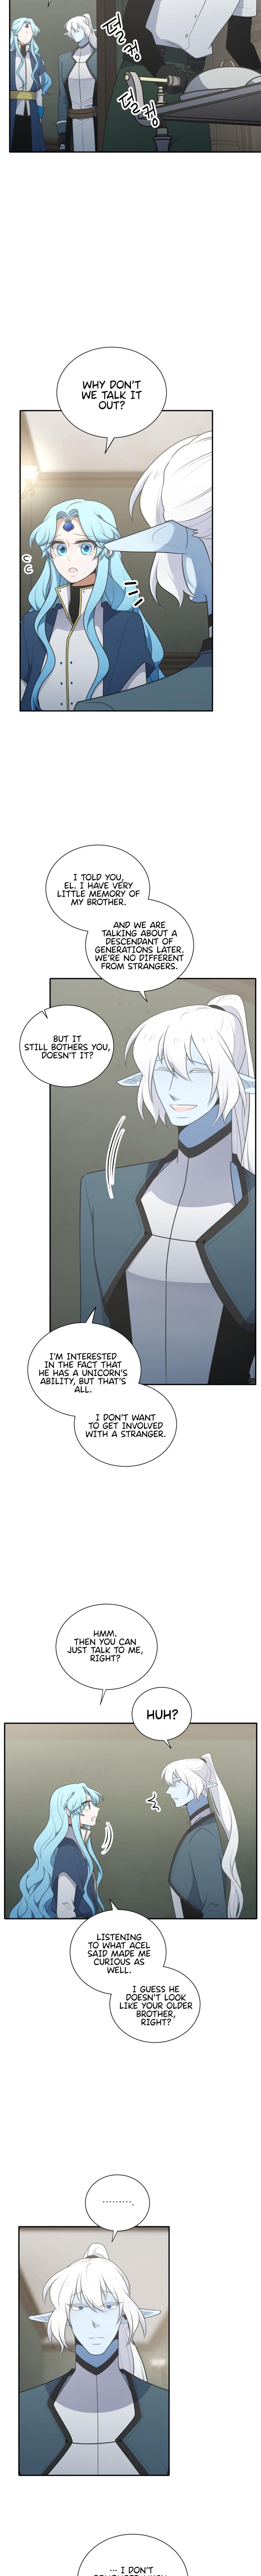 WHY DON'T
WE TALK IT
OUT?
I TOLD YOU,
EL. I HAVE VERY
LITTLE MEMORY OF
MY BROTHER.
AND WE ARE
TALKING ABOUT A
DESCENDANT OF
GENERATIONS LATER.
WE'RE NO DIFFERENT
FROM STRANGERS.
BUT IT
STILL BOTHERS YOU,
DOESN'T IT?
I'M INTERESTED
IN THE FACT THAT
HE HAS A UNICORN'S
ABILITY, BUT THAT'S
ALL.
I DON'T WANT
TO GET INVOLVED
WITH A STRANGER.
HMM.
THEN YOU CAN
JUST TALK TO ME,
RIGHT?
HUH?
LISTENING
TO WHAT ACEL
SAID MADE ME
CURIOUS AS
WELL.
I GUESS HE
DOESN'T LOOK
LIKE YOUR OLDER
BROTHER,
RIGHT?
..........
... I DON'T